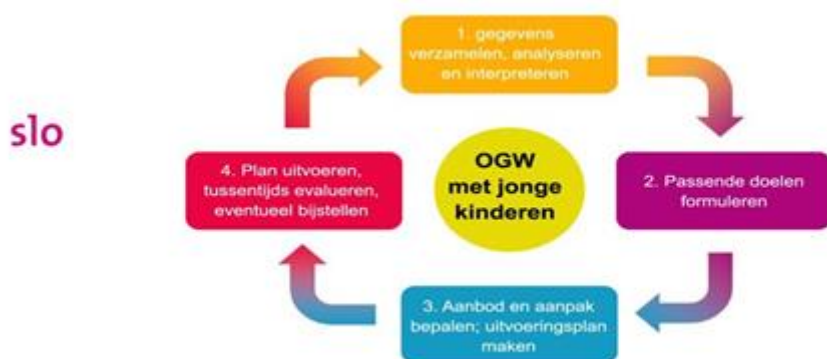 slo
1. gegevens
verzamelen, analyseren
en interpreteren
OGW
met jonge
kinderen
2. Passende doelen
formuleren
3. Aanbod en aanpak
bepalen; uitvoeringsplan
maken
4. Plan uitvoeren,
tussentijds evalueren,
eventueel bijstellen